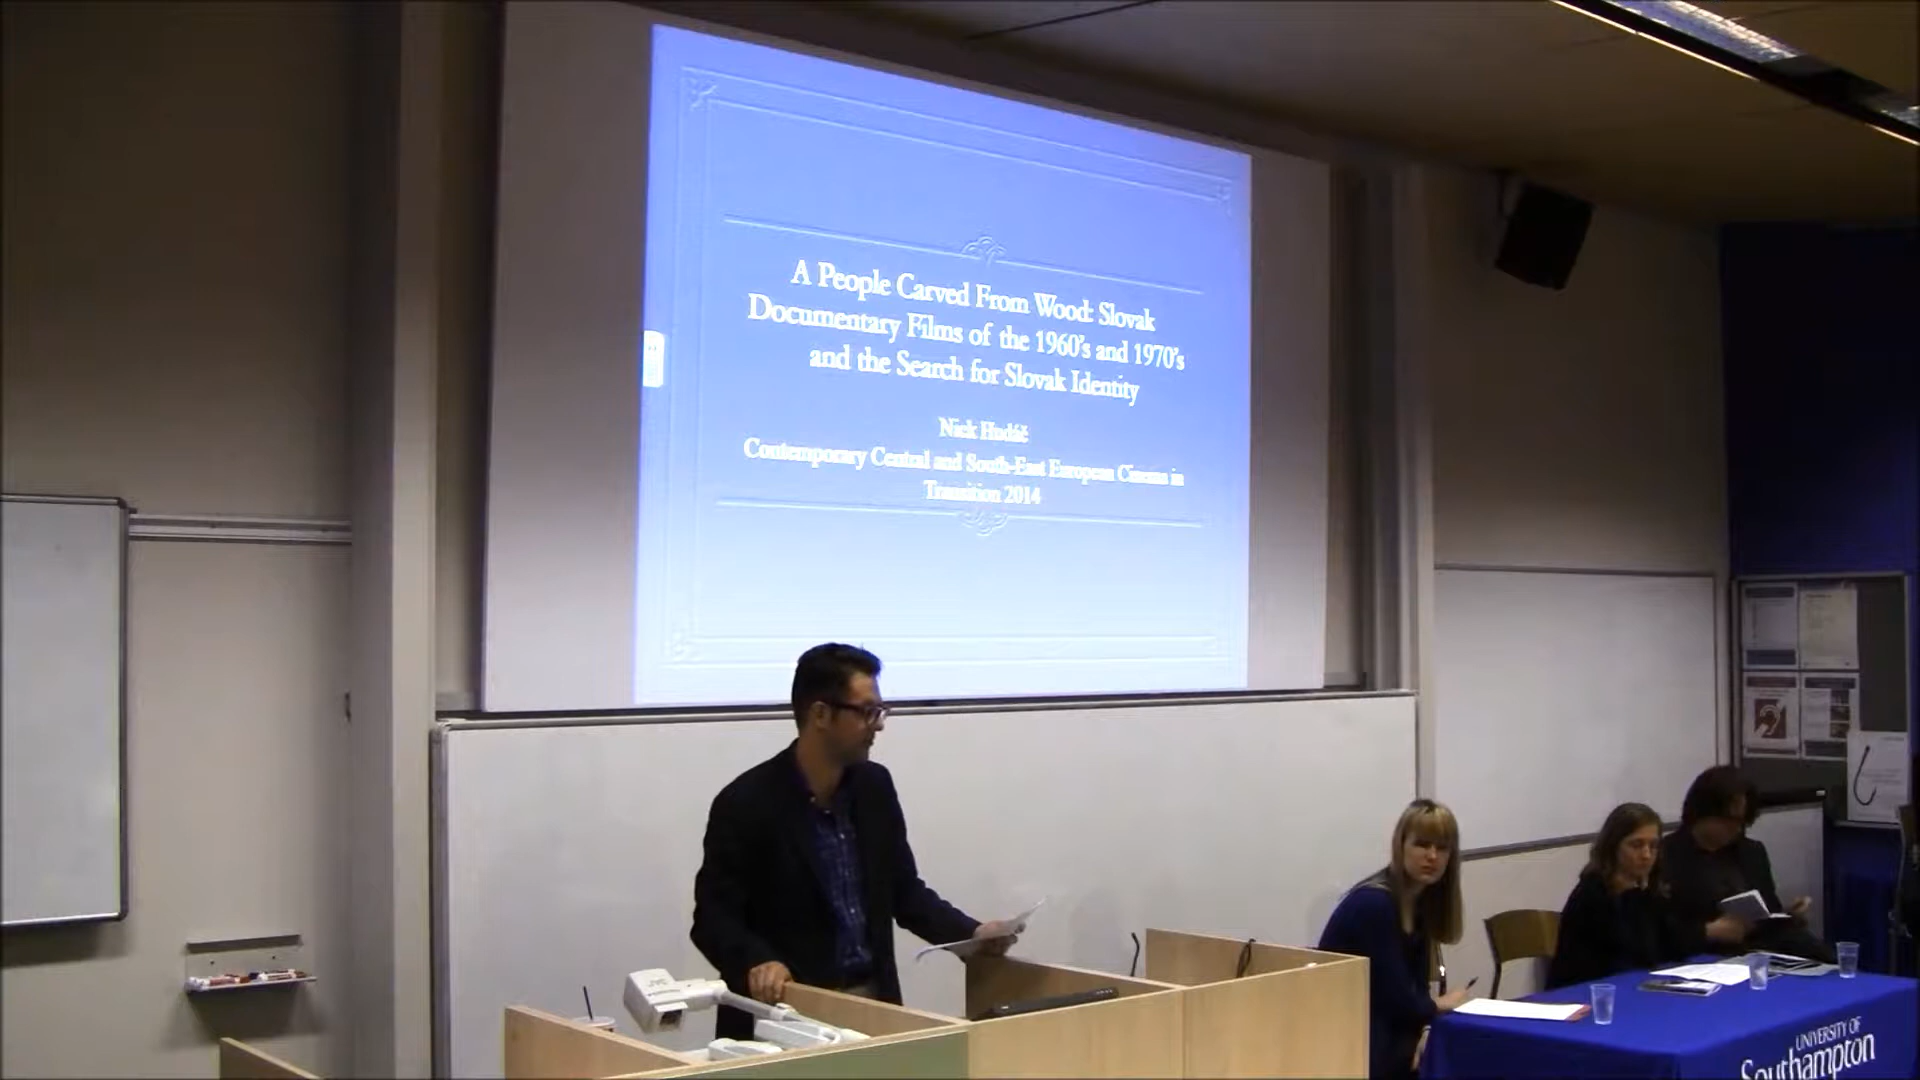 A People Carved From Wood: Slovak
Documentary Films of the 1960's and 1970's
and the Search for Slovak Identity
Nick Hudáč
Contemporary Central and South-East European Cinema in
Transition 2014
UNIVERSITY OF
Southampton